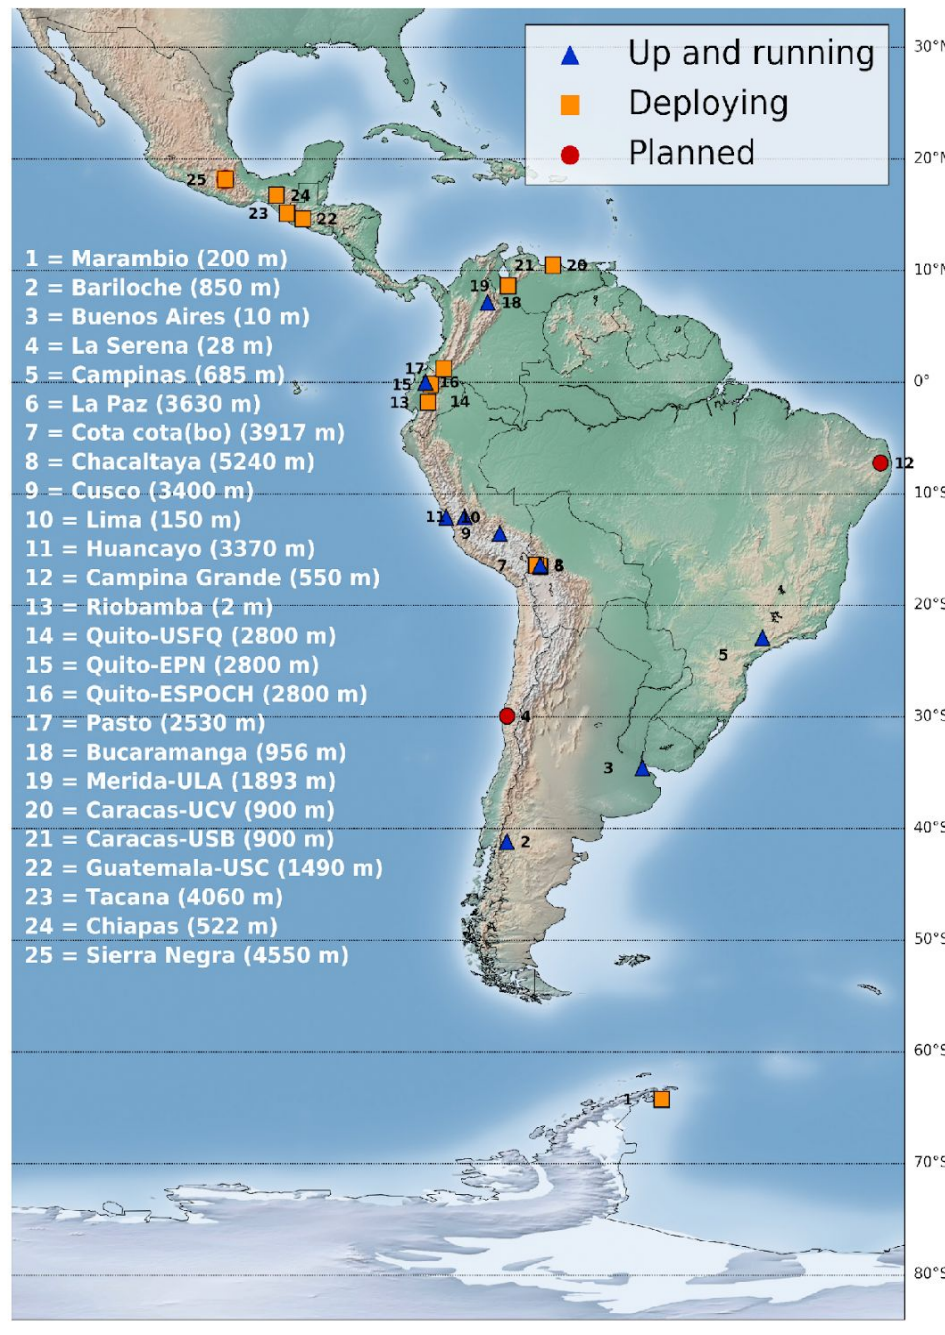 Up and running
Deploying
Planned
30°N
20°N
10°N
0°
10°S
20°S
30°S
40°S
50°S
60°S
70°S
80°S
1 = Marambio (200 m)
2 = Bariloche (850 m)
3 = Buenos Aires (10 m)
4 = La Serena (28 m)
5 = Campinas (685 m)
6 = La Paz (3630 m)
7 = Cota cota(bo) (3917 m)
8 = Chacaltaya (5240 m)
9 = Cusco (3400 m)
10 = Lima (150 m)
11 = Huancayo (3370 m)
12 = Campina Grande (550 m)
13 = Riobamba (2 m)
14 = Quito-USFQ (2800 m)
15 = Quito-EPN (2800 m)
16 = Quito-ESPOCH (2800 m)
17 = Pasto (2530 m)
18 = Bucaramanga (956 m)
19 = Merida-ULA (1893 m)
20 = Caracas-UCV (900 m)
21 = Caracas-USB (900 m)
22 = Guatemala-USC (1490 m)
23 = Tacana (4060 m)
24 = Chiapas (522 m)
25 = Sierra Negra (4550 m)
25
24
23
22
21
20
19
18
17
16
15
14
13
12
11
10
9
7
8
5
4
3
2
1